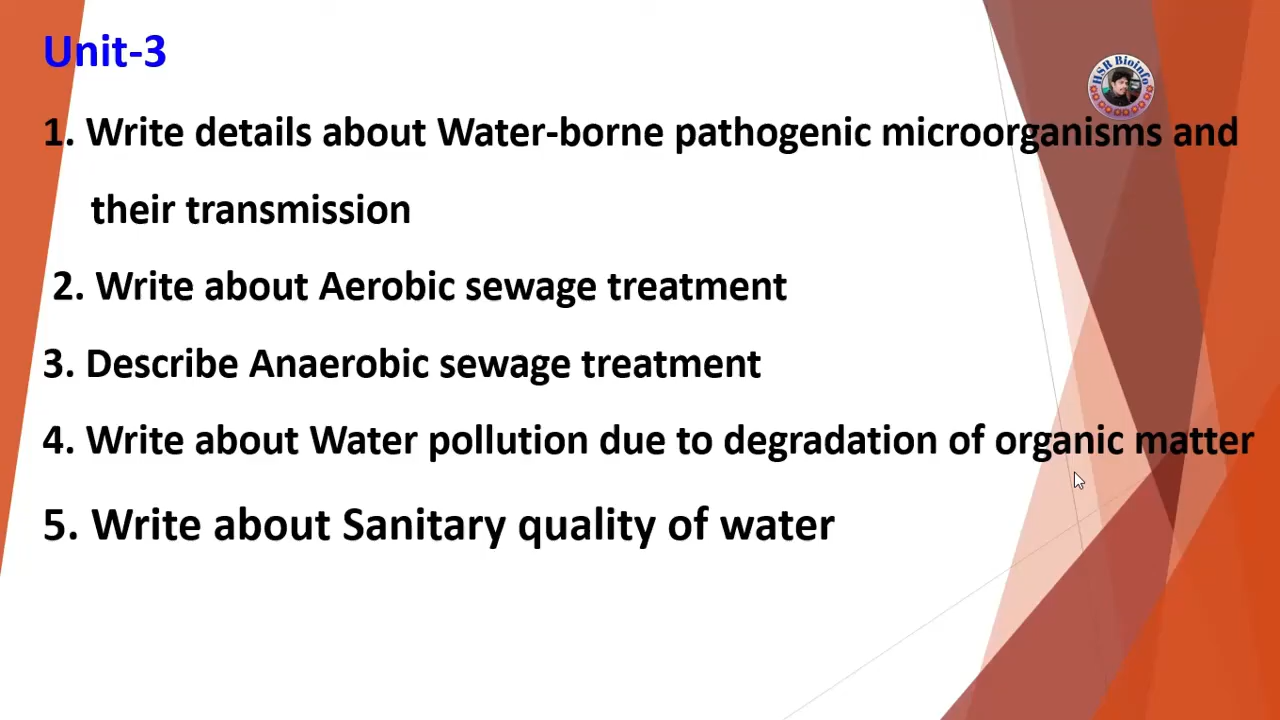 Unit-3
HSR Bioinfo
1. Write details about Water-borne pathogenic microorganisms and
their transmission
2. Write about Aerobic sewage treatment
3. Describe Anaerobic sewage treatment
4. Write about Water pollution due to degradation of organic matter
5. Write about Sanitary quality of water